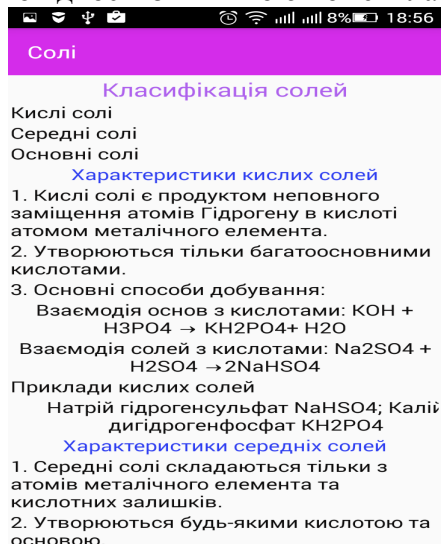 8% 18:56
Солі
Класифікація солей
Кислі солі
Середні солі
Основні солі
Характеристики кислих солей
1. Кислі солі є продуктом неповного
заміщення атомів Гідрогену в кислоті
атомом металічного елемента.
2. Утворюються тільки багатоосновними
кислотами.
3. Основні способи добування:
Взаємодія основ з кислотами: KOH +
H3PO4 → KH2PO4+ H2O
Взаємодія солей з кислотами: Na2SO4 +
H2SO4 →2NaHSO4
Приклади кислих солей
Натрій гідрогенсульфат NaHSO4; Калій
дигідрогенфосфат KH2PO4
Характеристики середніх солей
1. Середні солі складаються тільки з
атомів металічного елемента та
кислотних залишків.
2. Утворюються будь-якими кислотою та
основою